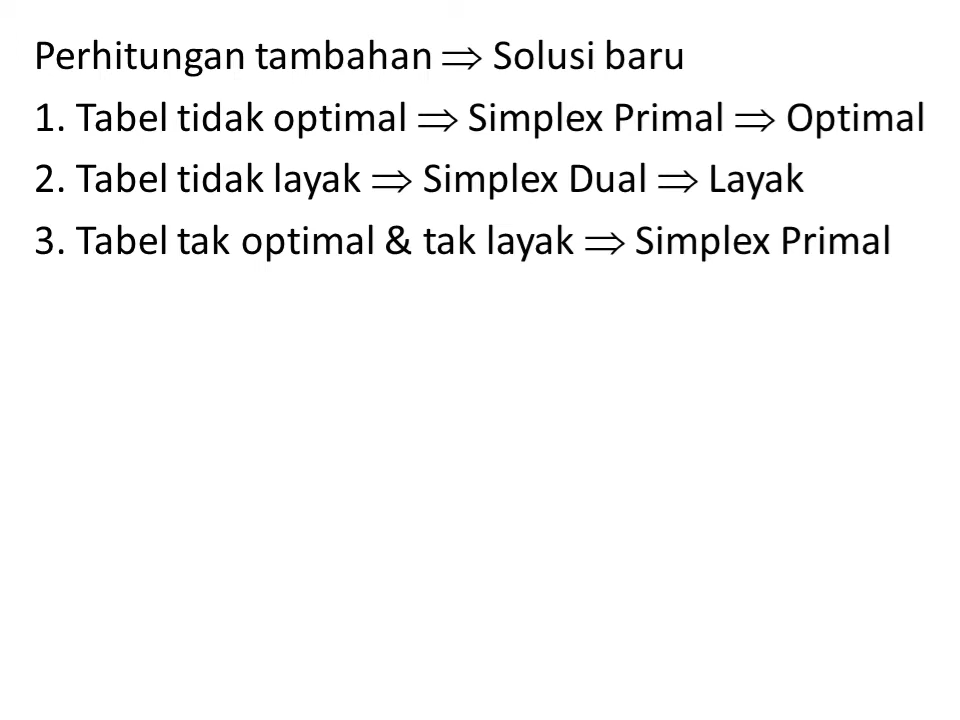 Perhitungan tambahan ⇒ Solusi baru
1. Tabel tidak optimal ⇒ Simplex Primal ⇒ Optimal
2. Tabel tidak layak ⇒ Simplex Dual ⇒ Layak
3. Tabel tak optimal & tak layak ⇒ Simplex Primal